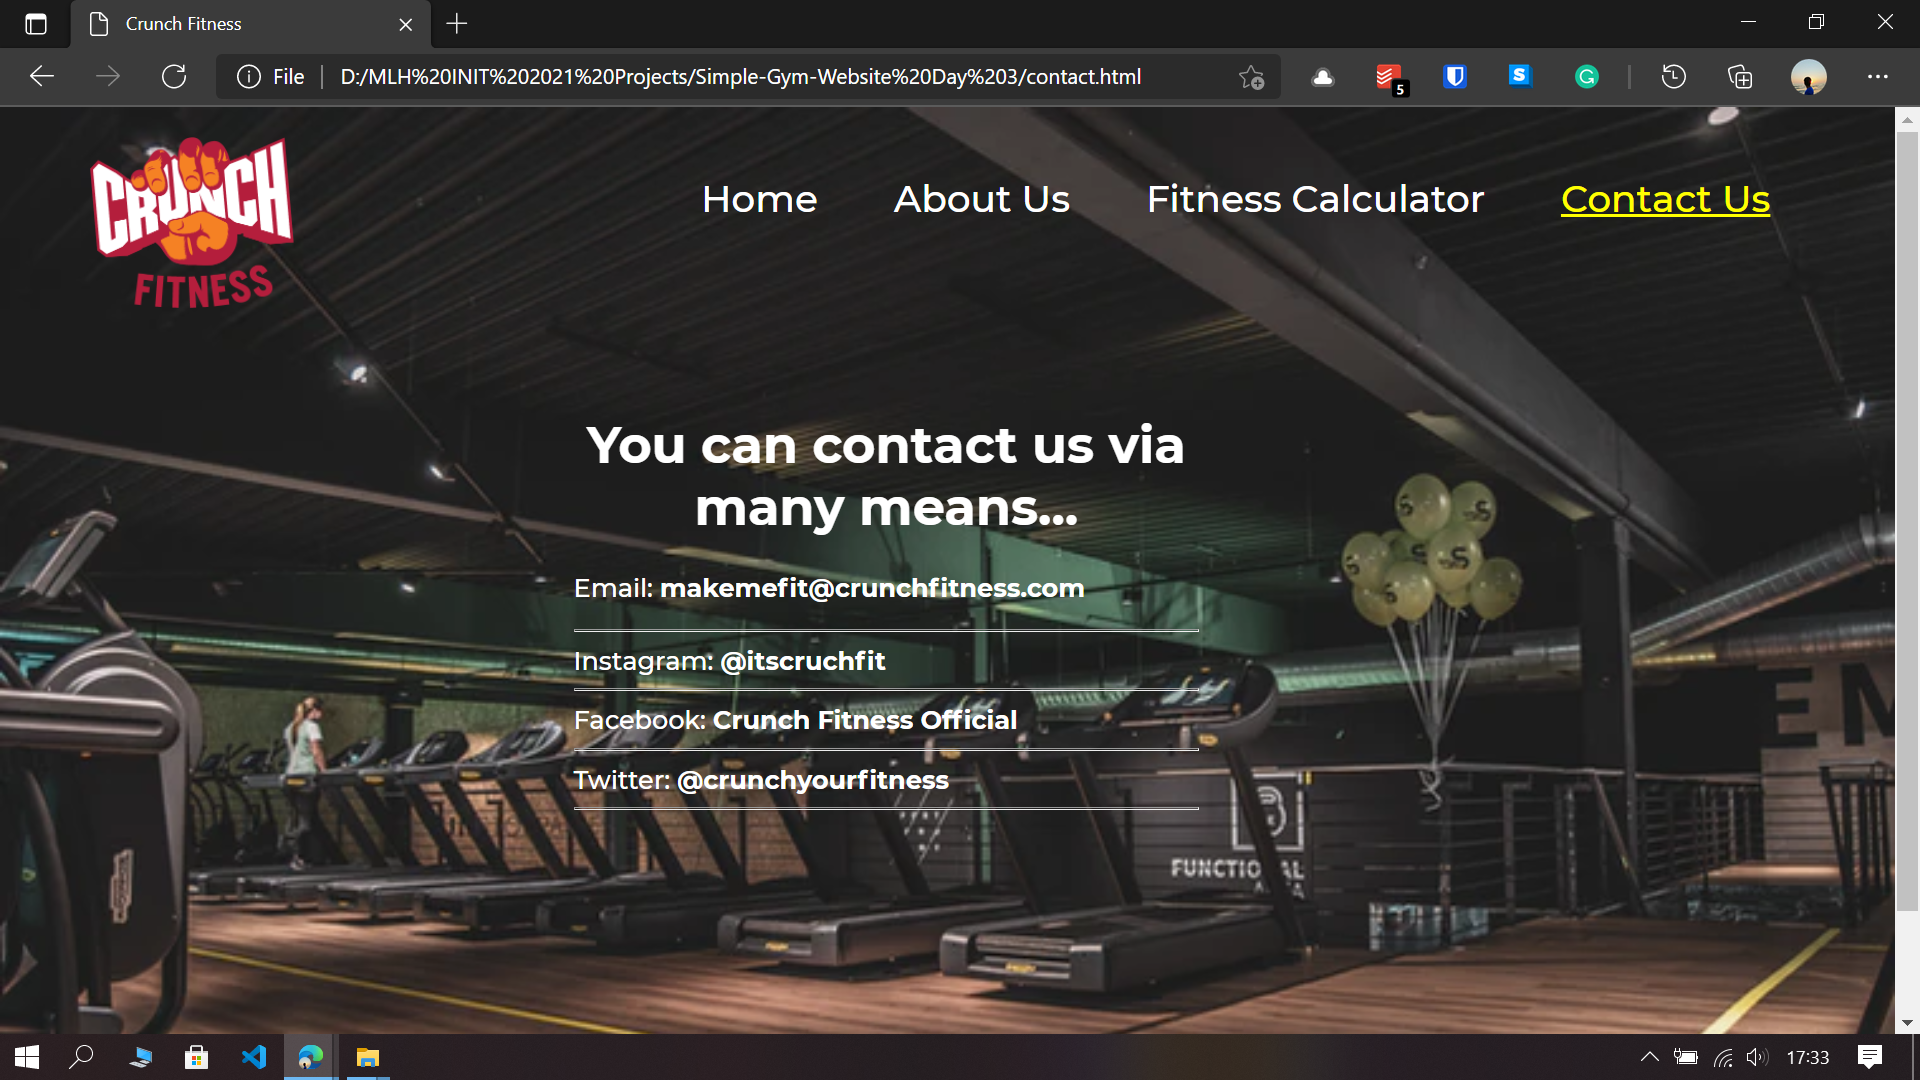 Crunch Fitness
File
D:/MLH%20INIT%202021%20Projects/Simple-Gym-Website%20Day%203/contact.html
5
CRUNCH
FITNESS
Home
About Us
Fitness Calculator
Contact Us
You can contact us via
many means...
Email: makemefit@crunchfitness.com
Instagram: @itscruchfit
Facebook: Crunch Fitness Official
Twitter: @crunchyourfitness
17:33